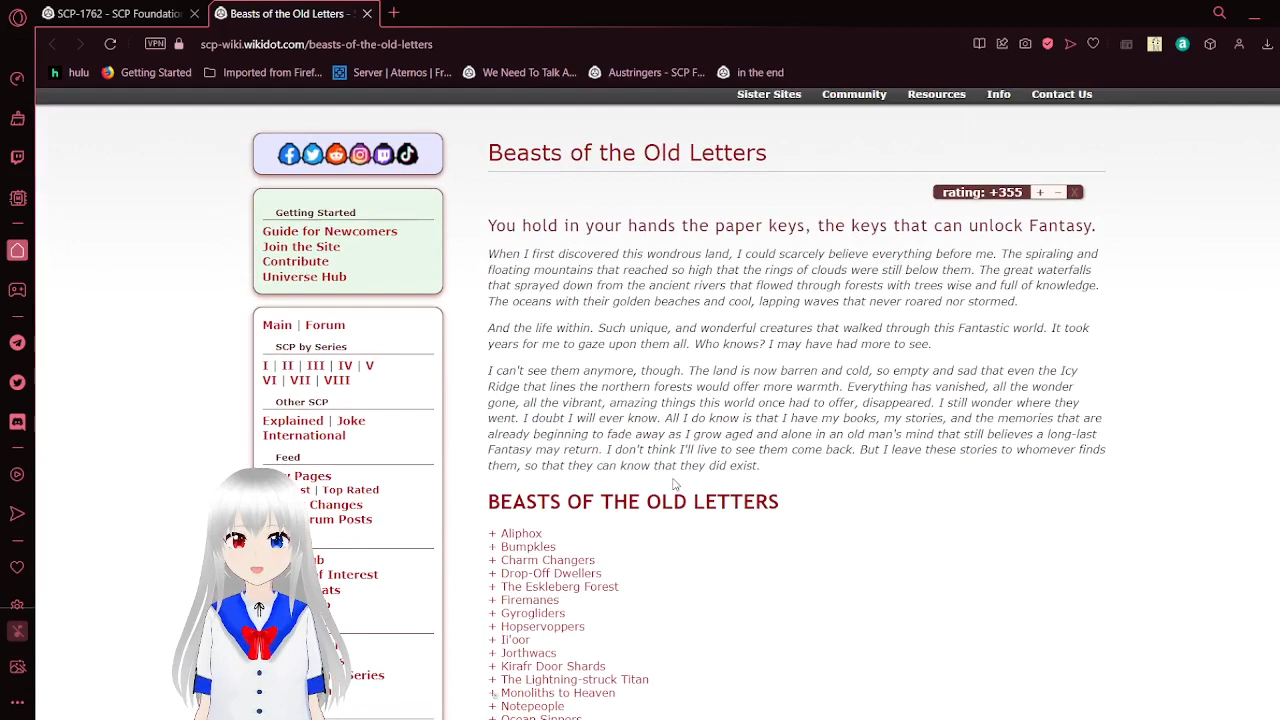 SCP-1762 - SCP Foundatio
Beasts of the Old Letters -
VPN
scp-wiki.wikidot.com/beasts-of-the-old-letters
hulu
Getting Started
Imported from Firef...
Server | Aternos | Fr...
We Need To Talk A...
Austringers - SCP F...
in the end
Sister Sites
Community
Resources
Info
Contact Us
Getting Started
Guide for Newcomers
Join the Site
Contribute
Universe Hub
Main | Forum
SCP by Series
I | II | III | IV | V
VI | VII | VIII
Other SCP
Explained | Joke
International
Feed
Pages
st | Top Rated
Changes
rum Posts
ub
f Interest
ats
Series
Beasts of the Old Letters
rating: +355 + – X
You hold in your hands the paper keys, the keys that can unlock Fantasy.
When I first discovered this wondrous land, I could scarcely believe everything before me. The spiraling and
floating mountains that reached so high that the rings of clouds were still below them. The great waterfalls
that sprayed down from the ancient rivers that flowed through forests with trees wise and full of knowledge.
The oceans with their golden beaches and cool, lapping waves that never roared nor stormed.
And the life within. Such unique, and wonderful creatures that walked through this Fantastic world. It took
years for me to gaze upon them all. Who knows? I may have had more to see.
I can't see them anymore, though. The land is now barren and cold, so empty and sad that even the Icy
Ridge that lines the northern forests would offer more warmth. Everything has vanished, all the wonder
gone, all the vibrant, amazing things this world once had to offer, disappeared. I still wonder where they
went. I doubt I will ever know. All I do know is that I have my books, my stories, and the memories that are
already beginning to fade away as I grow aged and alone in an old man's mind that still believes a long-last
Fantasy may return. I don't think I'll live to see them come back. But I leave these stories to whomever finds
them, so that they can know that they did exist.
BEASTS OF THE OLD LETTERS
+ Aliphox
+ Bumpkles
+ Charm Changers
+ Drop-Off Dwellers
+ The Eskleberg Forest
+ Firemanes
+ Gyrogliders
+ Hopservoppers
+ Ii'oor
+ Jorthwacs
+ Kirafr Door Shards
+ The Lightning-struck Titan
+ Monoliths to Heaven
+ Notepeople
+ Ocean Sippers